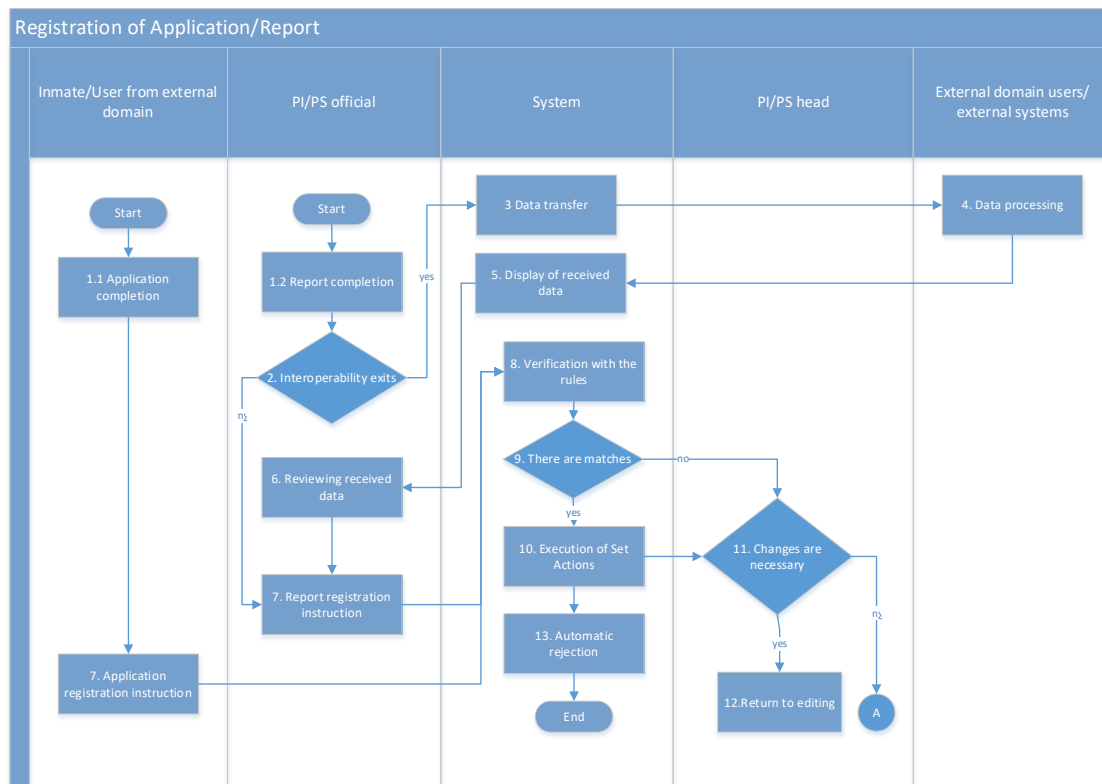 Registration of Application/Report
Inmate/User from external
domain
PI/PS official
System
PI/PS head
External domain users/
external systems
Start
Start
3 Data transfer
4. Data processing
1.1 Application
completion
1.2 Report completion
yes
5. Display of received
data
2. Interoperability exits
8. Verification with the
rules
9. There are matches
no
6. Reviewing received
data
yes
10. Execution of Set
Actions
11. Changes are
necessary
7. Report registration
instruction
13. Automatic
rejection
yes
7. Application
registration instruction
12.Return to editing
A
End